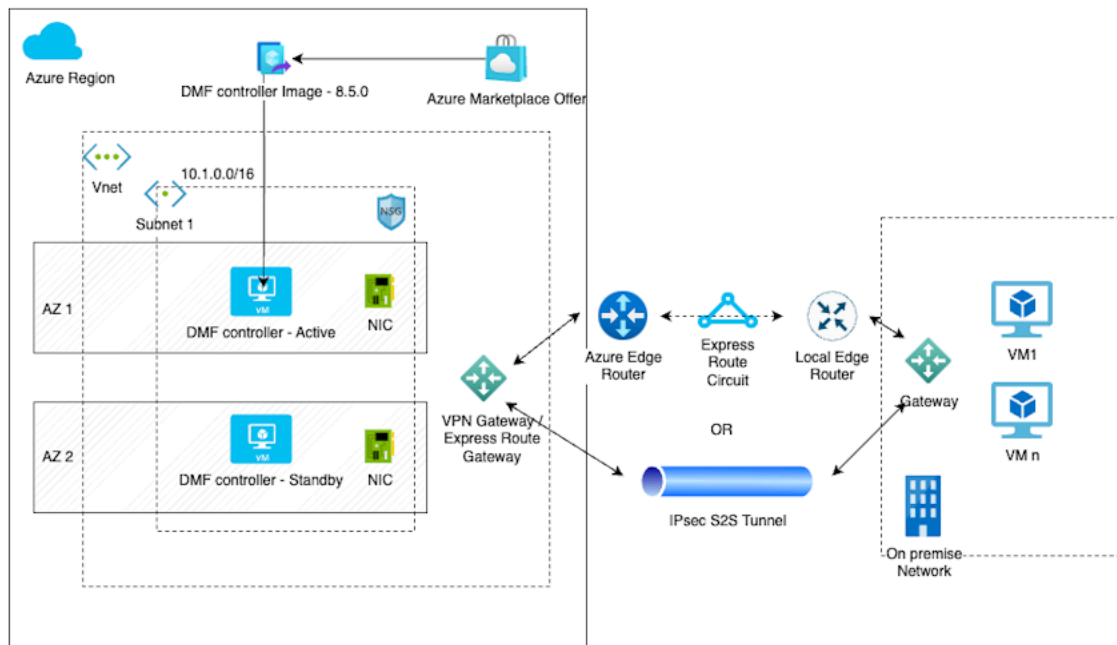 Azure Region
DMF controller Image - 8.5.0
Azure Marketplace Offer
Vnet
10.1.0.0/16
Subnet 1
NSG
AZ 1
VM
DMF controller - Active
NIC
AZ 2
VM
DMF controller - Standby
NIC
VPN Gateway /
Express Route
Gateway
Azure Edge
Router
Express
Route
Circuit
Local Edge
Router
OR
IPsec S2S Tunnel
Gateway
VM1
VM n
On premise
Network